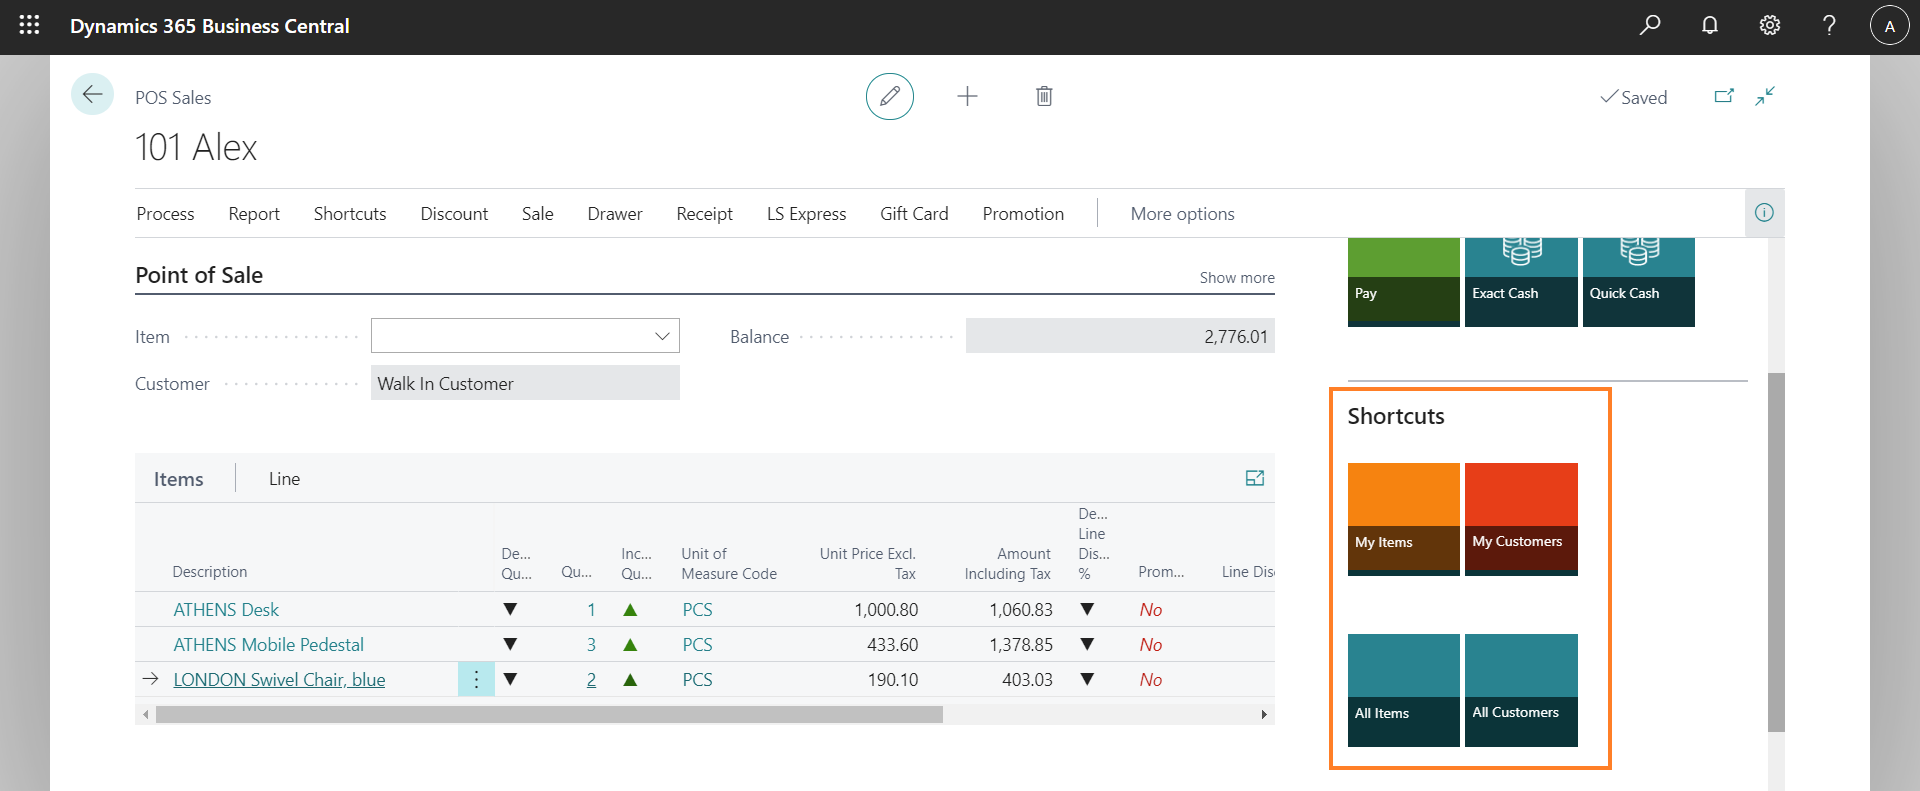 Dynamics 365 Business Central
A
POS Sales
Saved
101 Alex
Process Report Shortcuts Discount Sale Drawer Receipt LS Express Gift Card Promotion More options
Point of Sale
Show more
Item
Balance 2,776.01
Customer Walk In Customer
Items Line
Description
De...
Qu...
Qu...
Inc...
Qu...
Unit of
Measure Code
Unit Price Excl.
Tax
Amount
Including Tax
De...
Line
Dis...
%
Prom...
Line Disc
ATHENS Desk 1 PCS 1,000.80 1,060.83 No
ATHENS Mobile Pedestal 3 PCS 433.60 1,378.85 No
LONDON Swivel Chair, blue 2 PCS 190.10 403.03 No
Pay Exact Cash Quick Cash
Shortcuts
My Items My Customers
All Items All Customers